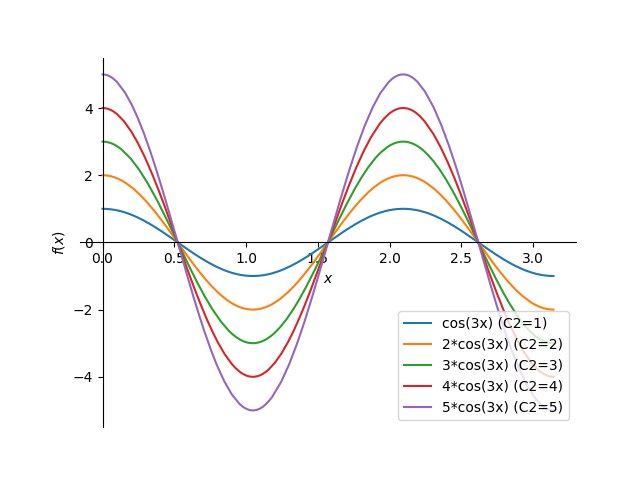 4
2
0
−2
−4
0.0
0.5
1.0
1.5
2.0
2.5
3.0
f(x)
x
cos(3x) (C2=1)
2*cos(3x) (C2=2)
3*cos(3x) (C2=3)
4*cos(3x) (C2=4)
5*cos(3x) (C2=5)